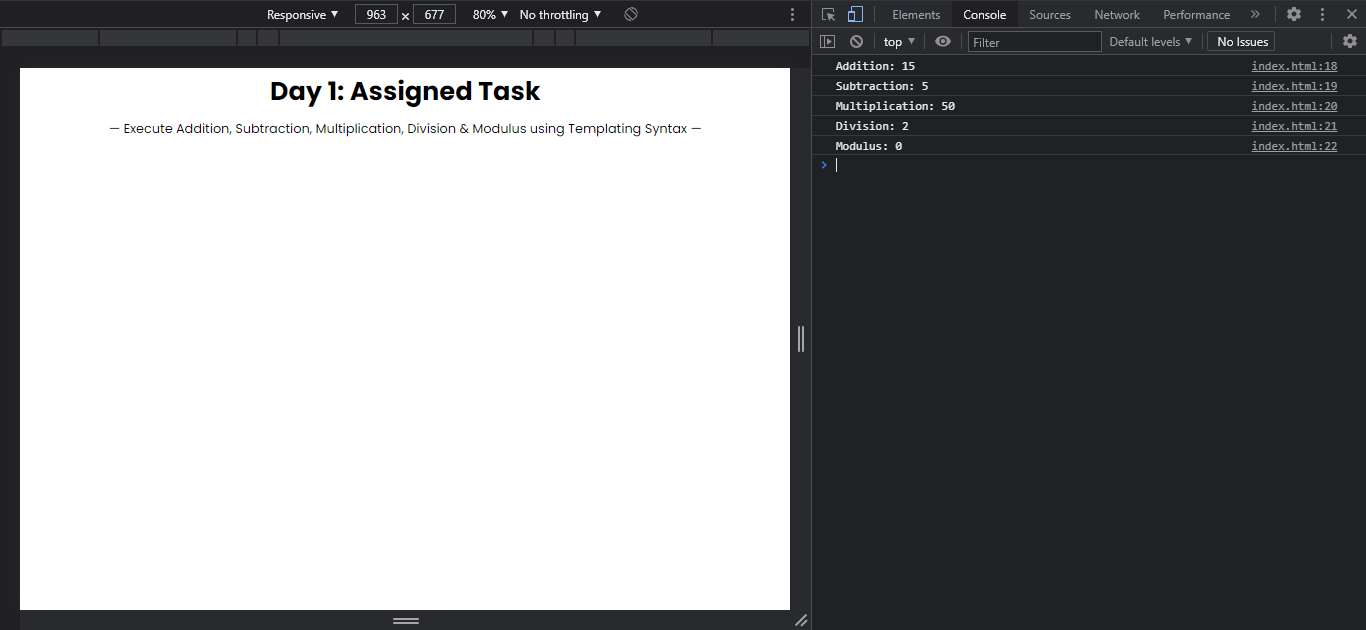 Responsive ▼ 963 × 677 80% ▼ No throttling ▼
Day 1: Assigned Task
— Execute Addition, Subtraction, Multiplication, Division & Modulus using Templating Syntax —
Elements Console Sources Network Performance »
top ▼ Filter Default levels ▼ No Issues
Addition: 15 index.html:18
Subtraction: 5 index.html:19
Multiplication: 50 index.html:20
Division: 2 index.html:21
Modulus: 0 index.html:22